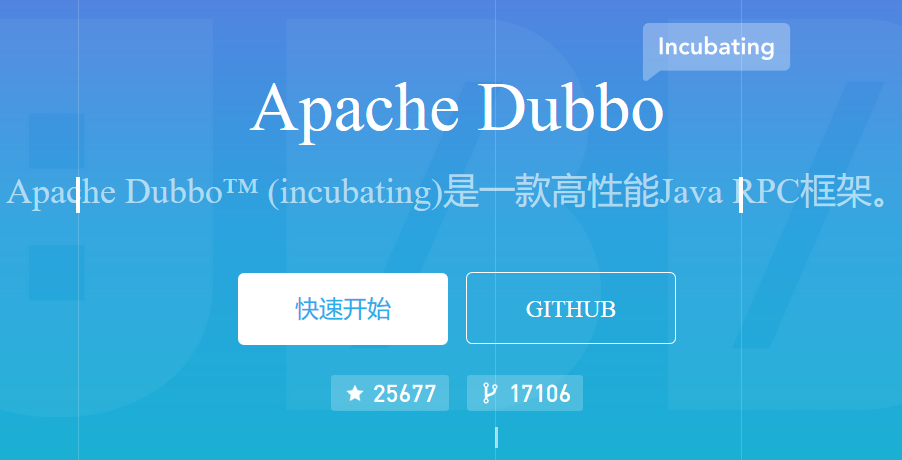 Incubating
Apache Dubbo
Apache Dubbo™ (incubating)是一款高性能Java RPC框架。
快速开始
GITHUB
25677
17106